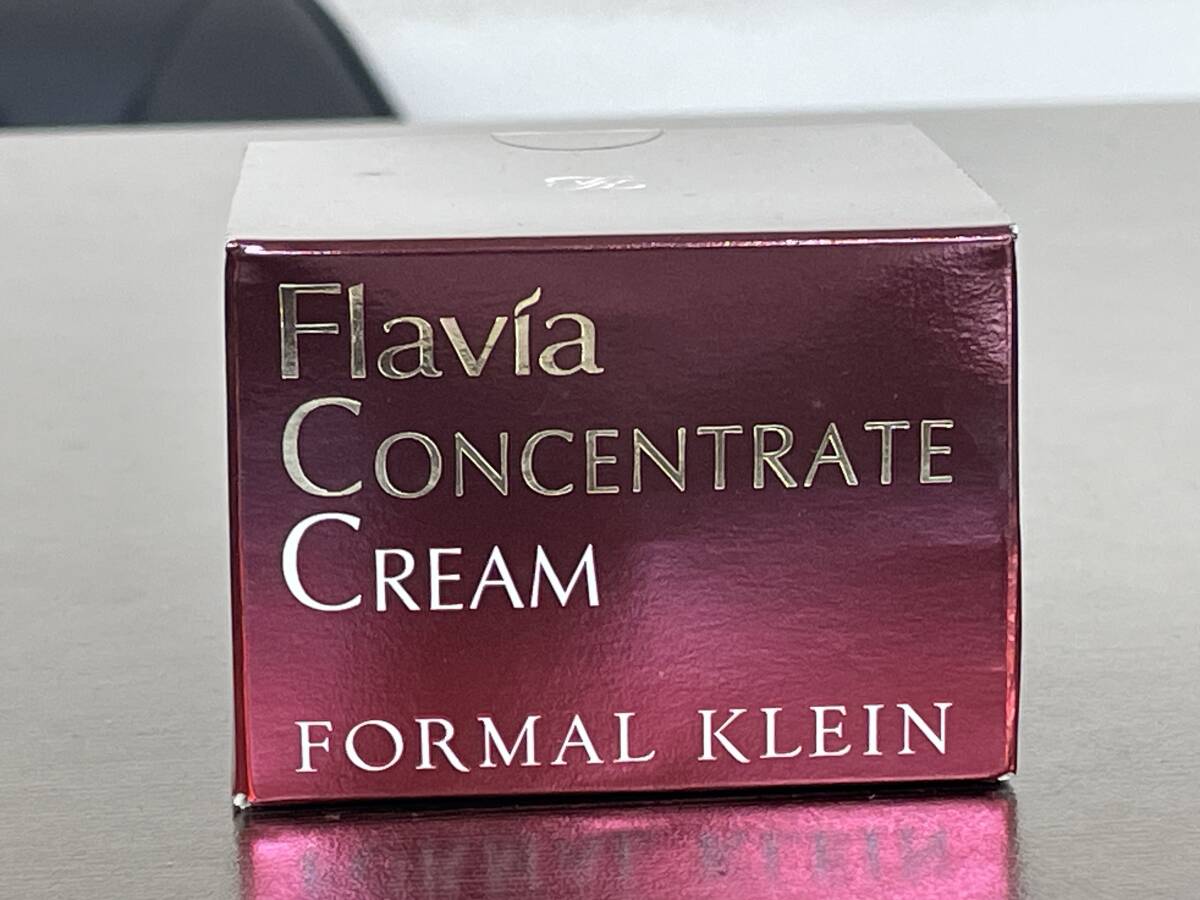 Flavía
CONCENTRATE
CREAM
FORMAL KLEIN